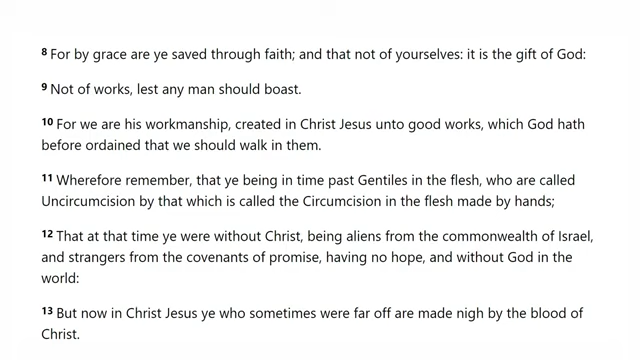 8 For by grace are ye saved through faith; and that not of yourselves: it is the gift of God:
9 Not of works, lest any man should boast.
10 For we are his workmanship, created in Christ Jesus unto good works, which God hath
before ordained that we should walk in them.
11 Wherefore remember, that ye being in time past Gentiles in the flesh, who are called
Uncircumcision by that which is called the Circumcision in the flesh made by hands;
12 That at that time ye were without Christ, being aliens from the commonwealth of Israel,
and strangers from the covenants of promise, having no hope, and without God in the
world:
13 But now in Christ Jesus ye who sometimes were far off are made nigh by the blood of
Christ.